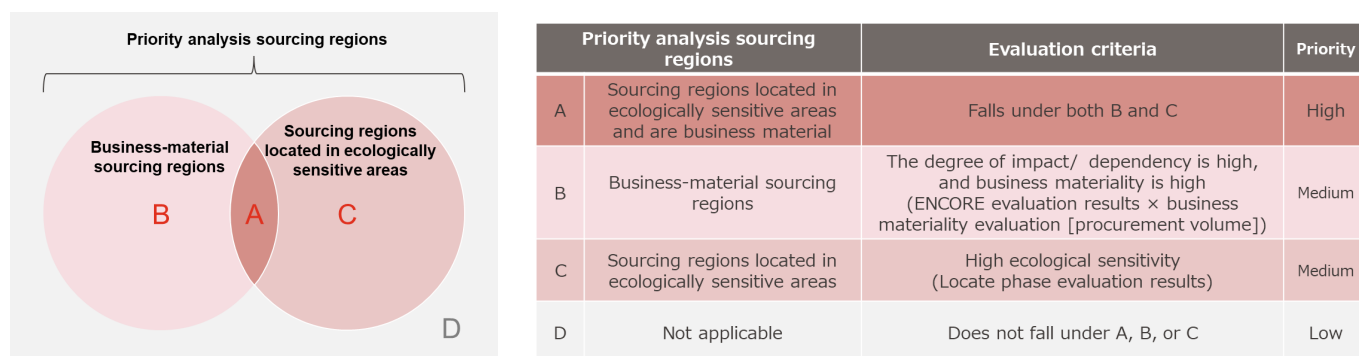 Priority analysis sourcing regions
Business-material
sourcing regions
Sourcing regions
located in ecologically
sensitive areas
B
A
C
D
Priority analysis sourcing
regions
Evaluation criteria
Priority
A
Sourcing regions located in
ecologically sensitive areas
and are business material
Falls under both B and C
High
B
Business-material sourcing
regions
The degree of impact/ dependency is high,
and business materiality is high
(ENCORE evaluation results × business
materiality evaluation [procurement volume])
Medium
C
Sourcing regions located in
ecologically sensitive areas
High ecological sensitivity
(Locate phase evaluation results)
Medium
D
Not applicable
Does not fall under A, B, or C
Low